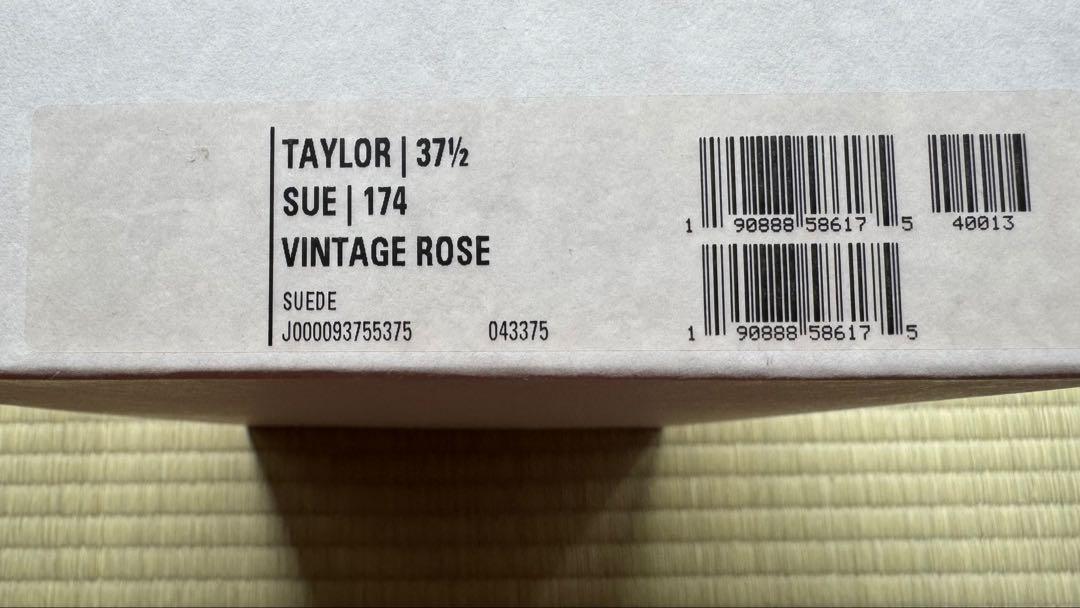 TAYLOR | 37½
SUE | 174
VINTAGE ROSE
SUEDE
J000093755375 043375
1 90888 58617 5 40013
1 90888 58617 5